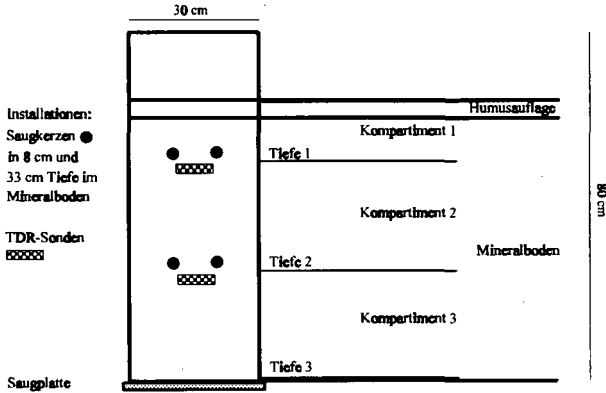 30 cm
Humusauflage
Installationen:
Saugkerzen
in 8 cm und
33 cm Tiefe im
Mineralboden
TDR-Sonden
Kompartiment 1
Tiefe 1
Kompartiment 2
Mineralboden
Tiefe 2
Kompartiment 3
Tiefe 3
Saugplatte
80 cm